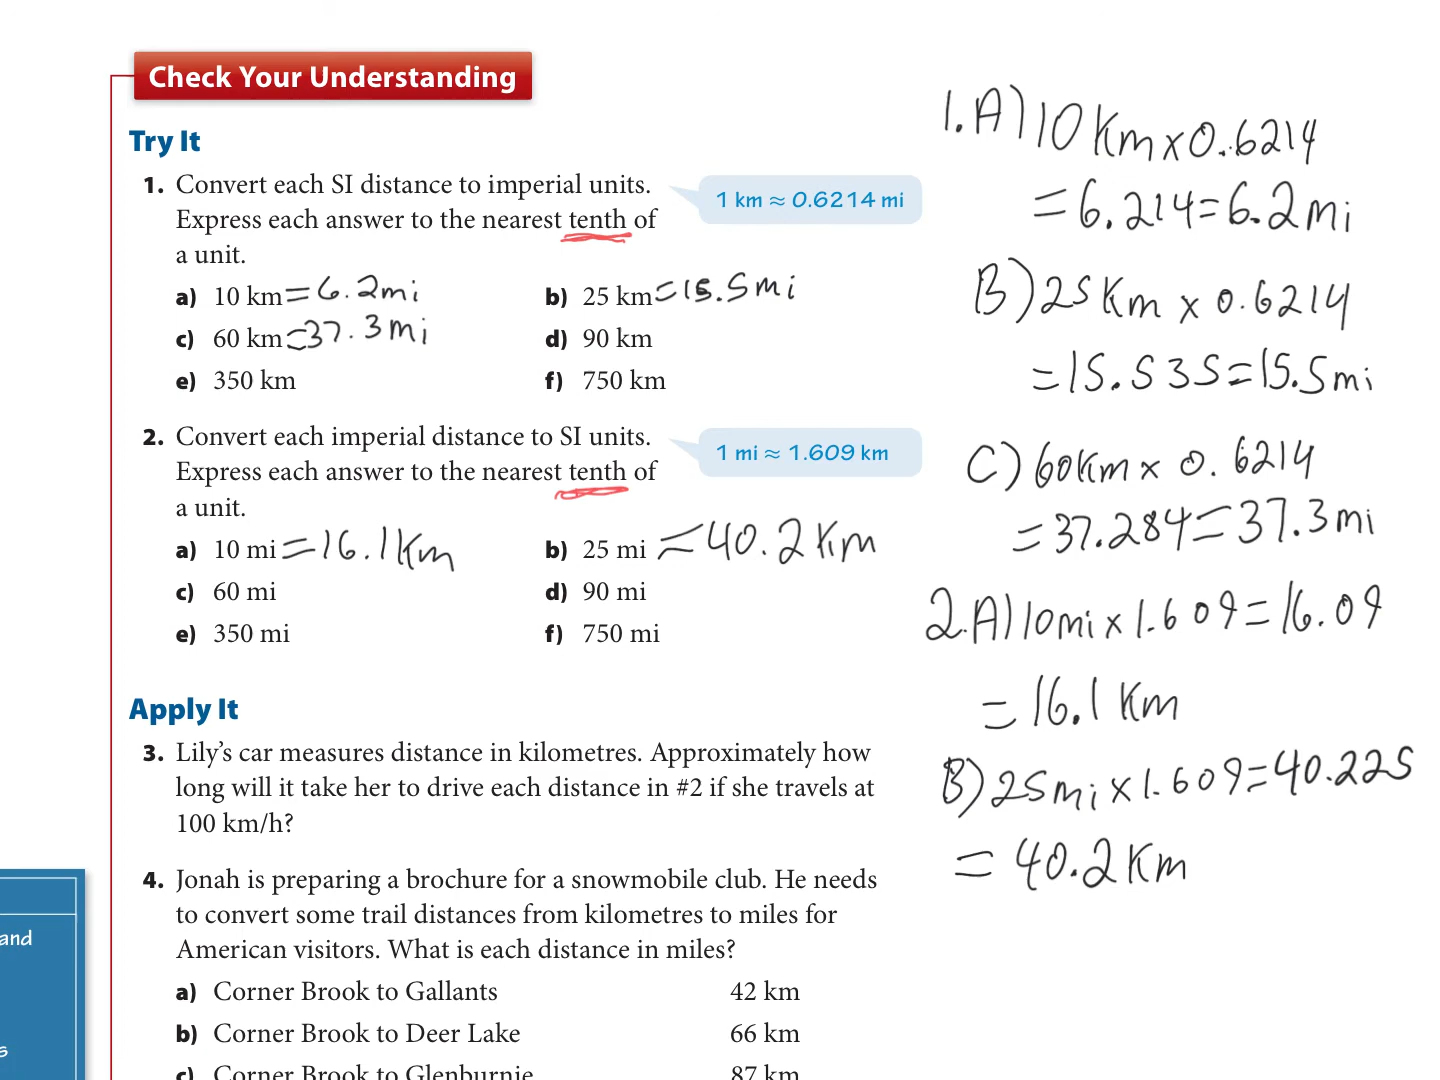 Check Your Understanding
Try It
1. Convert each SI distance to imperial units.
Express each answer to the nearest tenth of
a unit.
1 km ≈ 0.6214 mi
a) 10 km = 6.2mi b) 25 km = 15.5mi
c) 60 km = 37.3mi d) 90 km
e) 350 km f) 750 km
2. Convert each imperial distance to SI units.
Express each answer to the nearest tenth of
a unit.
1 mi ≈ 1.609 km
a) 10 mi = 16.1Km b) 25 mi = 40.2Km
c) 60 mi d) 90 mi
e) 350 mi f) 750 mi
Apply It
3. Lily's car measures distance in kilometres. Approximately how
long will it take her to drive each distance in #2 if she travels at
100 km/h?
4. Jonah is preparing a brochure for a snowmobile club. He needs
to convert some trail distances from kilometres to miles for
American visitors. What is each distance in miles?
a) Corner Brook to Gallants 42 km
b) Corner Brook to Deer Lake 66 km
c) Corner Brook to Glenburnie 87 km
and
s
1.A) 10 Km x 0.6214
= 6.214 = 6.2mi
B) 25Km x 0.6214
= 15.535 = 15.5mi
C) 60Km x 0.6214
= 37.284 = 37.3mi
2.A) 10mi x 1.609 = 16.09
= 16.1 Km
B) 25mi x 1.609 = 40.225
= 40.2Km